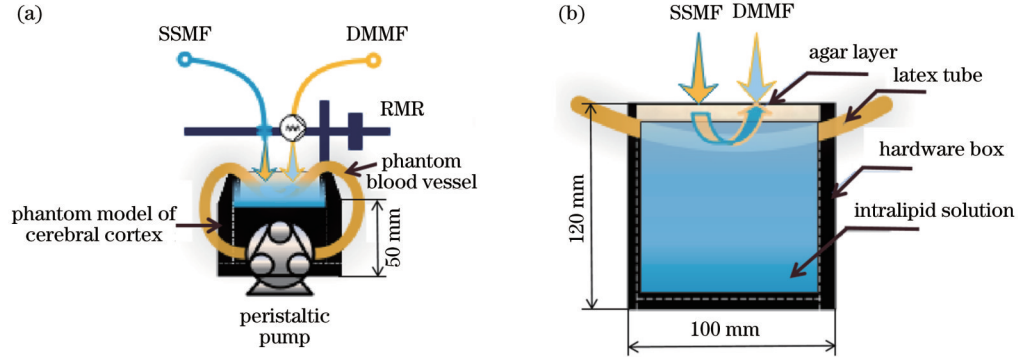 (a)
SSMF
DMMF
RMR
phantom
blood vessel
phantom model of
cerebral cortex
50 mm
peristaltic
pump
(b)
SSMF
DMMF
agar layer
latex tube
hardware box
intralipid solution
120 mm
100 mm